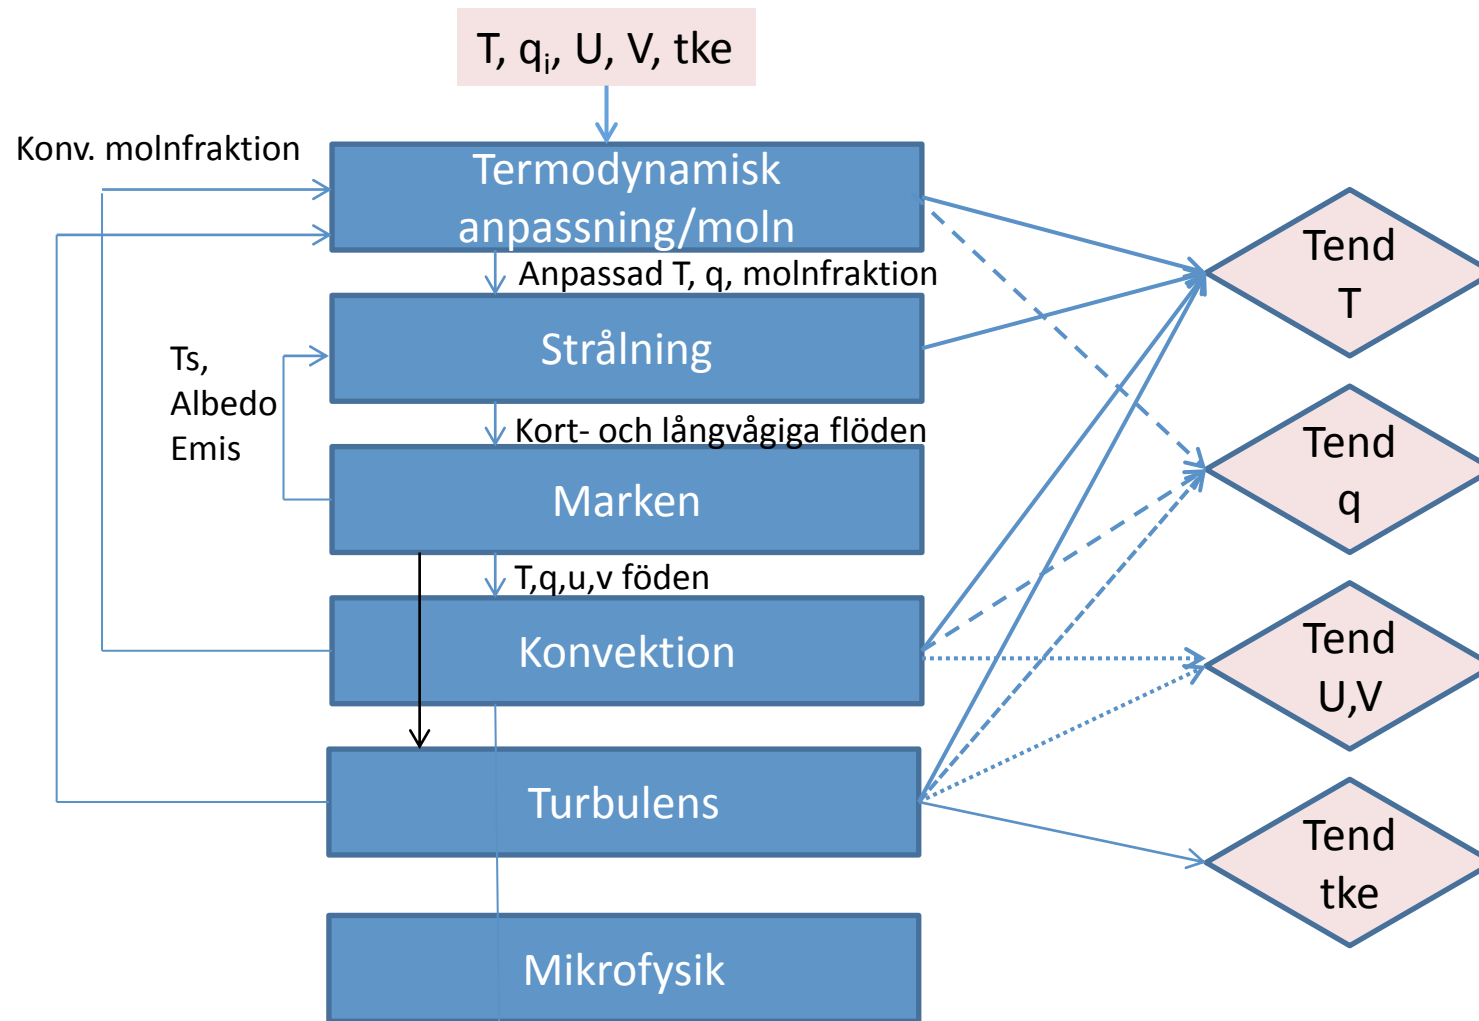 T, qi, U, V, tke
Konv. molnfraktion
Termodynamisk
anpassning/moln
Anpassad T, q, molnfraktion
Strålning
Ts,
Albedo
Emis
Kort- och långvågiga flöden
Marken
T,q,u,v föden
Konvektion
Turbulens
Mikrofysik
Tend
T
Tend
q
Tend
U,V
Tend
tke